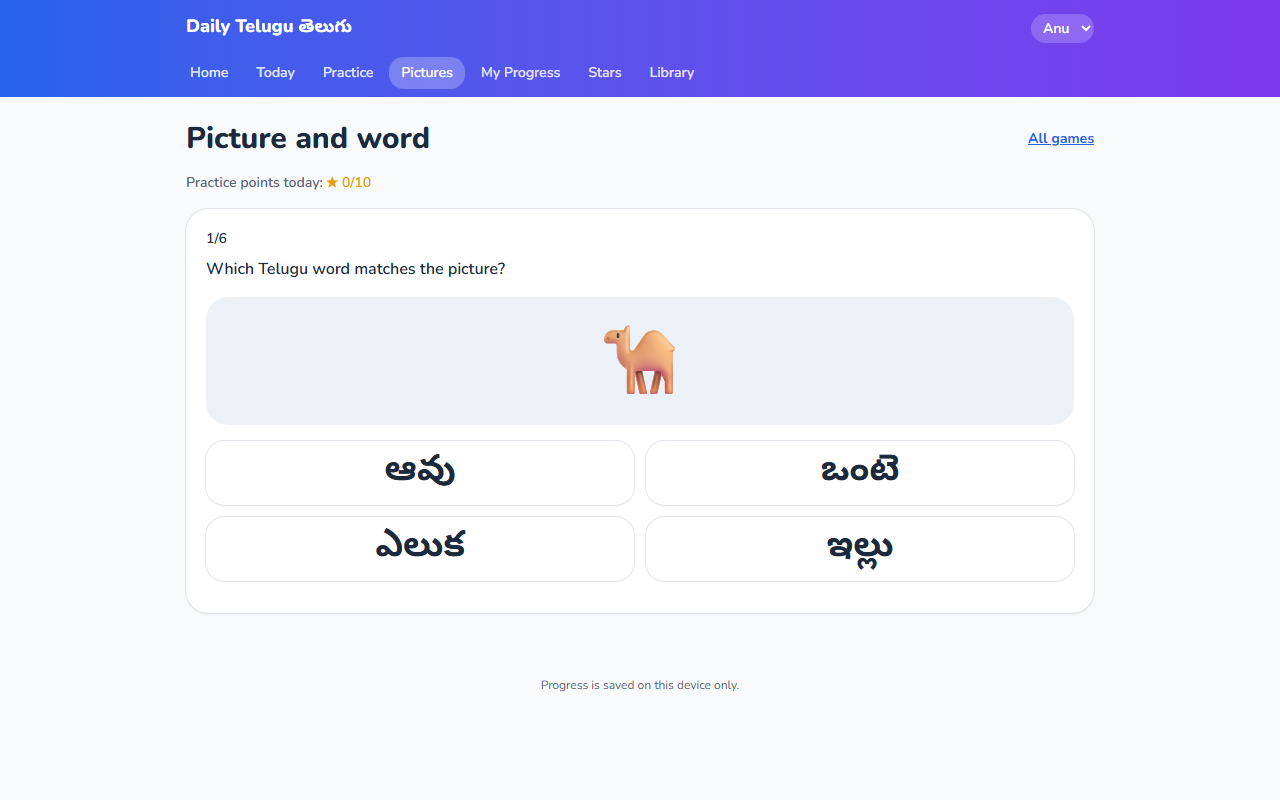 Daily Telugu తెలుగు
Anu
Home Today Practice Pictures My Progress Stars Library
Picture and word
All games
Practice points today: ★ 0/10
1/6
Which Telugu word matches the picture?
ఆవు ఒంటె
ఎలుక ఇల్లు
Progress is saved on this device only.